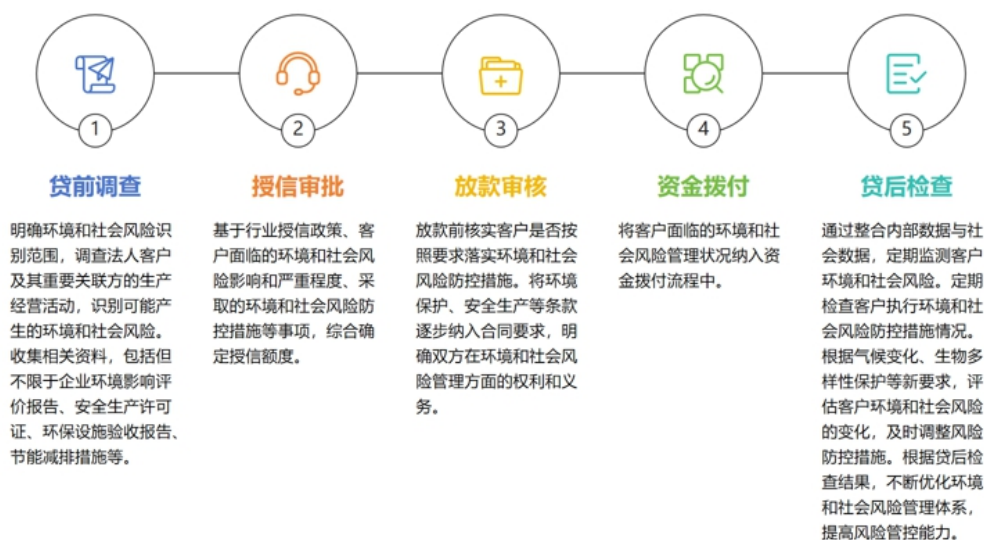 1
贷前调查
明确环境和社会风险识
别范围，调查法人客户
及其重要关联方的生产
经营活动，识别可能产
生的环境和社会风险。
收集相关资料，包括但
不限于企业环境影响评
价报告、安全生产许可
证、环保设施验收报告、
节能减排措施等。
2
授信审批
基于行业授信政策、客
户面临的环境和社会风
险影响和严重程度、采
取的环境和社会风险防
控措施等事项，综合确
定授信额度。
3
放款审核
放款前核实客户是否按
照要求落实环境和社会
风险防控措施。将环境
保护、安全生产等条款
逐步纳入合同要求，明
确双方在环境和社会风
险管理方面的权利和义
务。
4
资金拨付
将客户面临的环境和社
会风险管理状况纳入资
金拨付流程中。
5
贷后检查
通过整合内部数据与社
会数据，定期监测客户
环境和社会风险。定期
检查客户执行环境和社
会风险防控措施情况。
根据气候变化、生物多
样性保护等新要求，评
估客户环境和社会风险
的变化，及时调整风险
防控措施。根据贷后检
查结果，不断优化环境
和社会风险管理体系，
提高风险管控能力。